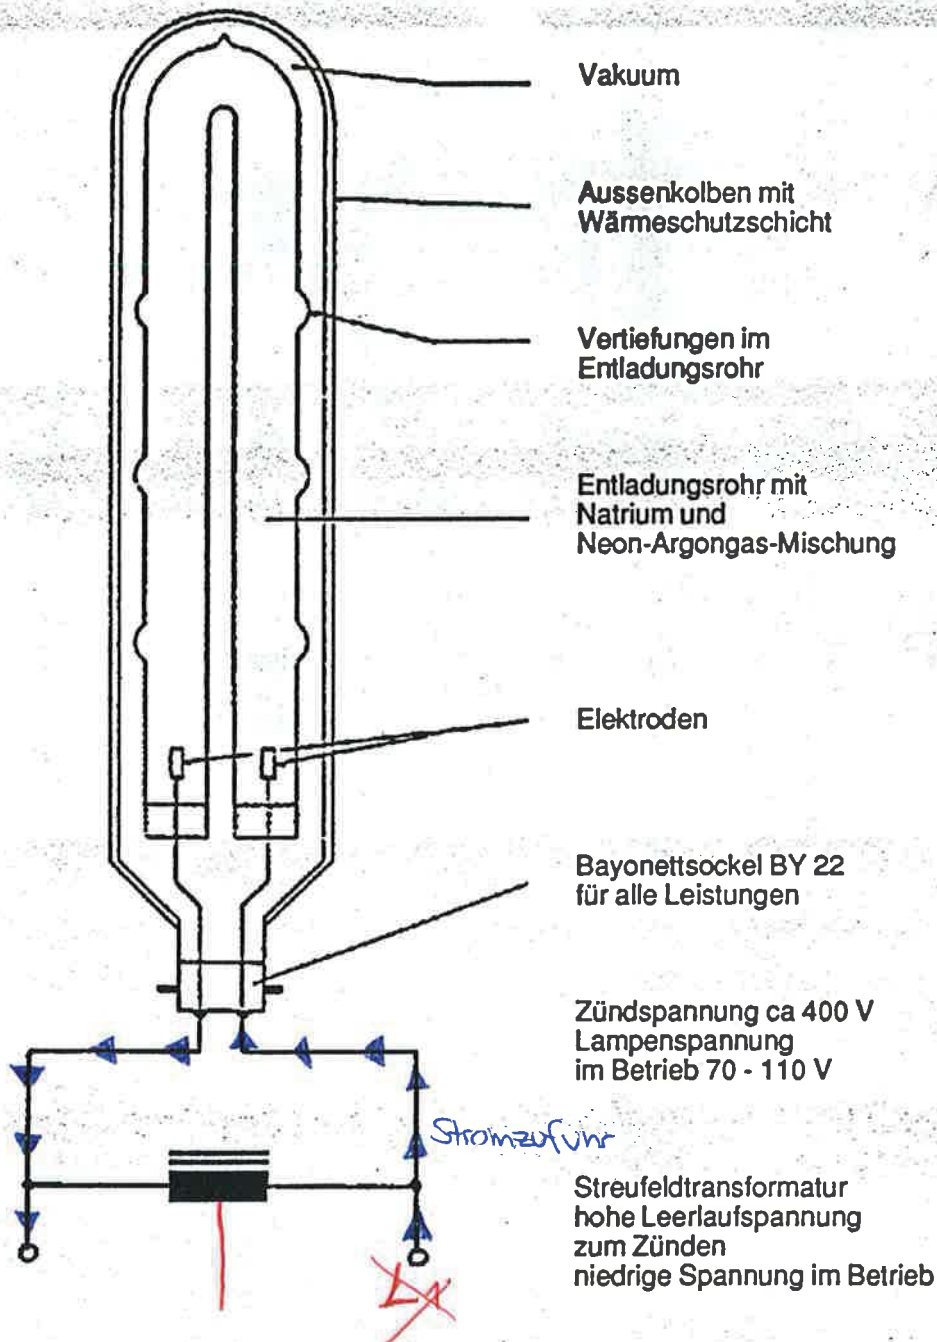 Vakuum
Aussenkolben mit
Wärmeschutzschicht
Vertiefungen im
Entladungsrohr
Entladungsrohr mit
Natrium und
Neon-Argongas-Mischung
Elektroden
Bayonettsockel BY 22
für alle Leistungen
Zündspannung ca 400 V
Lampenspannung
im Betrieb 70 - 110 V
Stromzufuhr
Streufeldtransformatur
hohe Leerlaufspannung
zum Zünden
niedrige Spannung im Betrieb